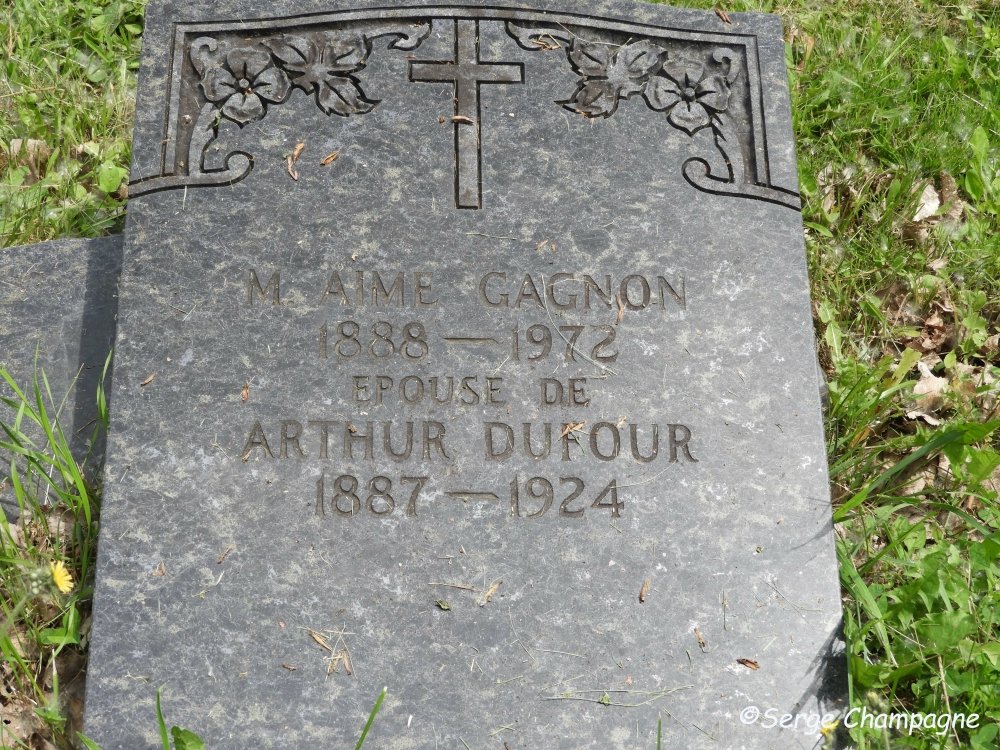 M. AIME GAGNON
1888 — 1972
EPOUSE DE
ARTHUR DUFOUR
1887 — 1924
©Serge Champagne